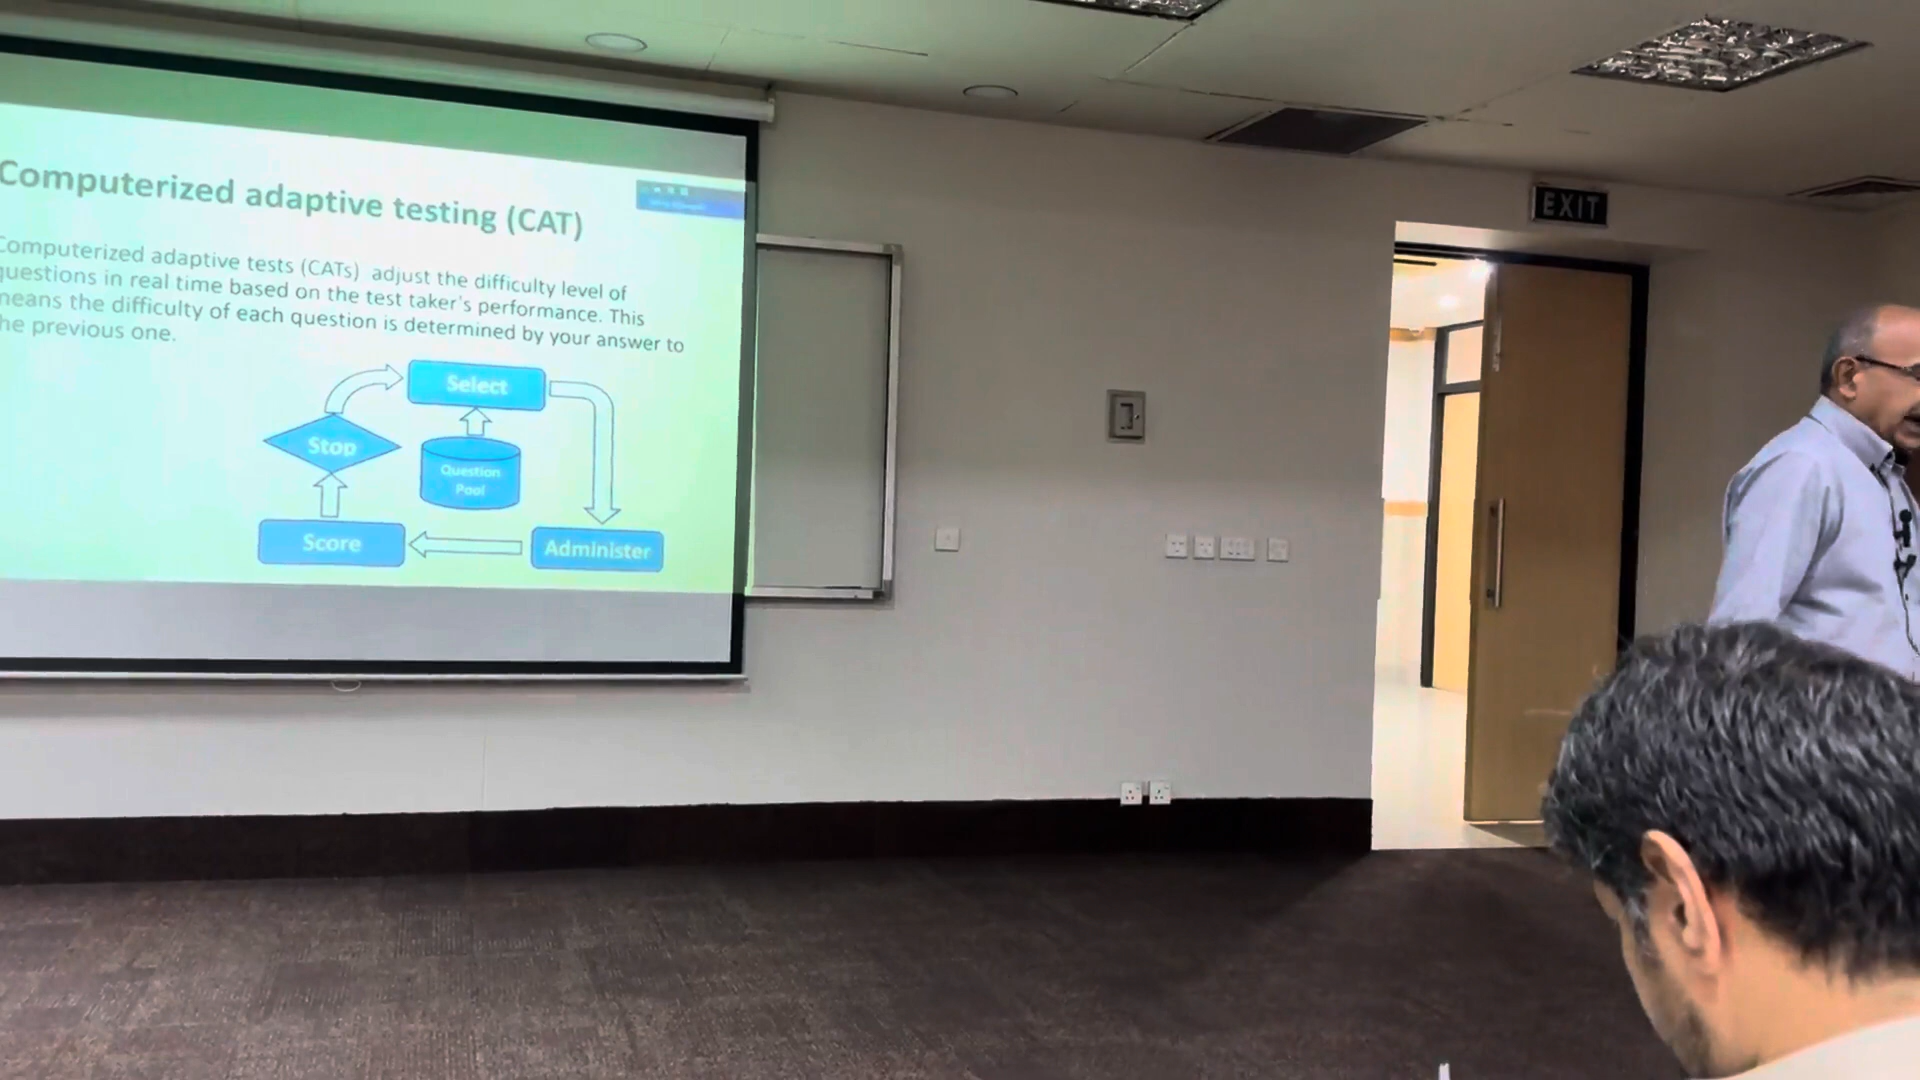 Computerized adaptive testing (CAT)
Computerized adaptive tests (CATs) adjust the difficulty level of
questions in real time based on the test taker's performance. This
means the difficulty of each question is determined by your answer to
the previous one.
Select
Stop
Question
Pool
Score
Administer
EXIT